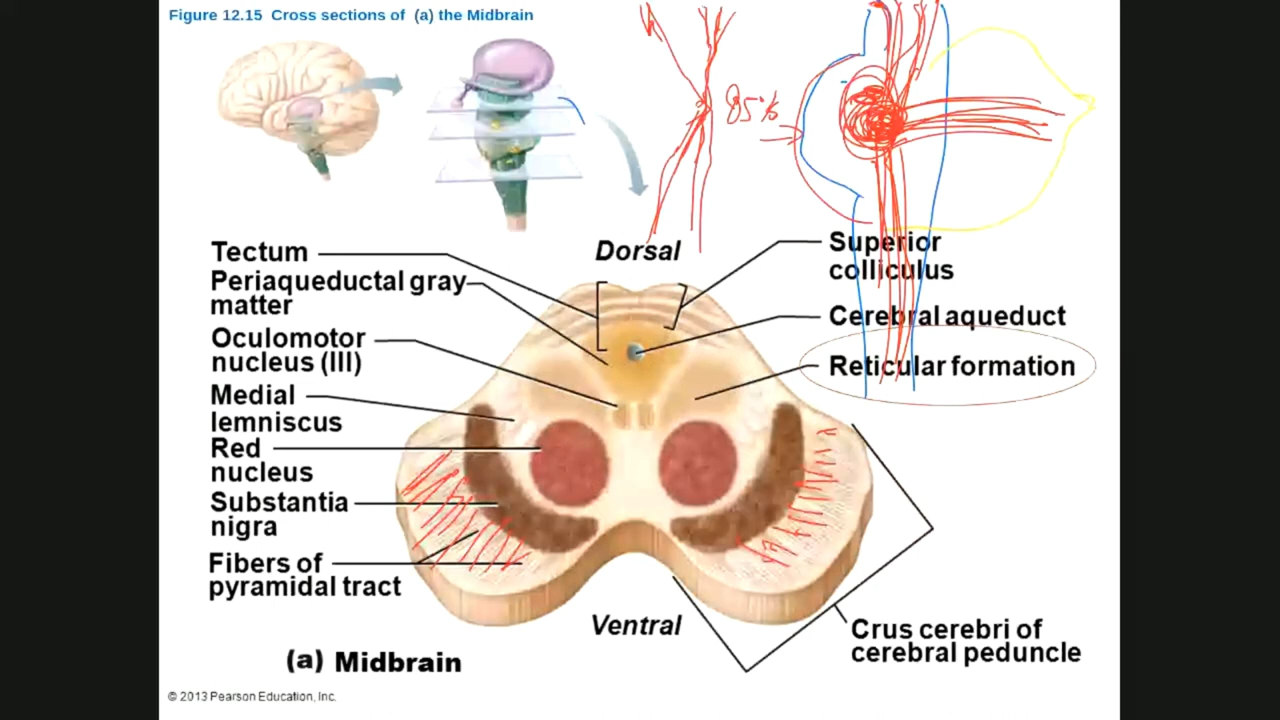 Figure 12.15 Cross sections of (a) the Midbrain
85%
Dorsal
Tectum
Periaqueductal gray
matter
Oculomotor
nucleus (III)
Medial
lemniscus
Red
nucleus
Substantia
nigra
Fibers of
pyramidal tract
Superior
colliculus
Cerebral aqueduct
Reticular formation
Ventral
Crus cerebri of
cerebral peduncle
(a) Midbrain
© 2013 Pearson Education, Inc.